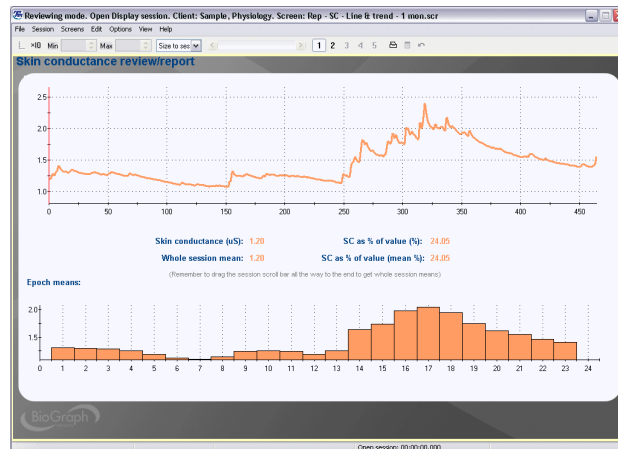 Reviewing mode. Open Display session. Client: Sample, Physiology. Screen: Rep - SC - Line & trend - 1 mon.scr
File Session Screens Edit Options View Help
×10 Min Max Size to sec 1 2 3 4 5
Skin conductance review/report
2.5
2.0
1.5
1.0
0 50 100 150 200 250 300 350 400 450
Skin conductance (uS): 1.20 SC as % of value (%): 24.05
Whole session mean: 1.20 SC as % of value (mean %): 24.05
(Remember to drag the session scroll bar all the way to the end to get whole session means)
Epoch means:
2.0
1.5
0 1 2 3 4 5 6 7 8 9 10 11 12 13 14 15 16 17 18 19 20 21 22 23 24
BioGraph
Open session: 00:00:00-000